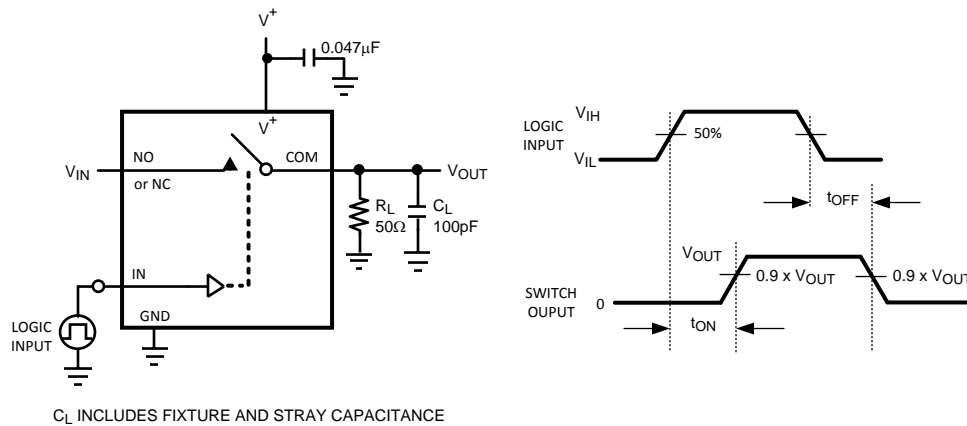 V+
0.047μF
V+
NO
or NC
COM
VIN
VOUT
RL
50Ω
CL
100pF
IN
GND
LOGIC
INPUT
CL INCLUDES FIXTURE AND STRAY CAPACITANCE
LOGIC
INPUT
VIH
VIL
50%
tOFF
VOUT
0.9 x VOUT
0.9 x VOUT
SWITCH
OUPUT
0
tON